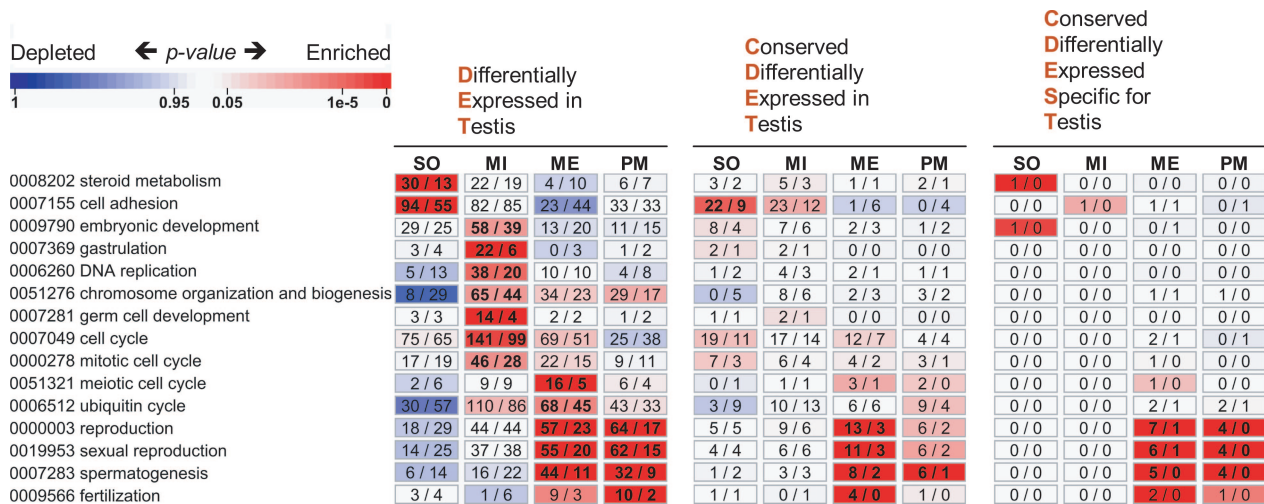 Depleted ← p-value → Enriched
1 0.95 0.05 1e-5 0
Differentially
Expressed in
Testis
Conserved
Differentially
Expressed in
Testis
Conserved
Differentially
Expressed
Specific for
Testis
SO MI ME PM SO MI ME PM SO MI ME PM
0008202 steroid metabolism 30 / 13 22 / 19 4 / 10 6 / 7 3 / 2 5 / 3 1 / 1 2 / 1 1 / 0 0 / 0 0 / 0 0 / 0
0007155 cell adhesion 94 / 55 82 / 85 23 / 44 33 / 33 22 / 9 23 / 12 1 / 6 0 / 4 0 / 0 1 / 0 1 / 1 0 / 1
0009790 embryonic development 29 / 25 58 / 39 13 / 20 11 / 15 8 / 4 7 / 6 2 / 3 1 / 2 1 / 0 0 / 0 0 / 1 0 / 0
0007369 gastrulation 3 / 4 22 / 6 0 / 3 1 / 2 2 / 1 2 / 1 0 / 0 0 / 0 0 / 0 0 / 0 0 / 0 0 / 0
0006260 DNA replication 5 / 13 38 / 20 10 / 10 4 / 8 1 / 2 4 / 3 2 / 1 1 / 1 0 / 0 0 / 0 0 / 0 0 / 0
0051276 chromosome organization and biogenesis 8 / 29 65 / 44 34 / 23 29 / 17 0 / 5 8 / 6 2 / 3 3 / 2 0 / 0 0 / 0 1 / 1 1 / 0
0007281 germ cell development 3 / 3 14 / 4 2 / 2 1 / 2 1 / 1 2 / 1 0 / 0 0 / 0 0 / 0 0 / 0 0 / 0 0 / 0
0007049 cell cycle 75 / 65 141 / 99 69 / 51 25 / 38 19 / 11 17 / 14 12 / 7 4 / 4 0 / 0 0 / 0 2 / 1 0 / 1
0000278 mitotic cell cycle 17 / 19 46 / 28 22 / 15 9 / 11 7 / 3 6 / 4 4 / 2 3 / 1 0 / 0 0 / 0 1 / 0 0 / 0
0051321 meiotic cell cycle 2 / 6 9 / 9 16 / 5 6 / 4 0 / 1 1 / 1 3 / 1 2 / 0 0 / 0 0 / 0 1 / 0 0 / 0
0006512 ubiquitin cycle 30 / 57 110 / 86 68 / 45 43 / 33 3 / 9 10 / 13 6 / 6 9 / 4 0 / 0 0 / 0 2 / 1 2 / 1
0000003 reproduction 18 / 29 44 / 44 57 / 23 64 / 17 5 / 5 9 / 6 13 / 3 6 / 2 0 / 0 0 / 0 7 / 1 4 / 0
0019953 sexual reproduction 14 / 25 37 / 38 55 / 20 62 / 15 4 / 4 6 / 6 11 / 3 6 / 2 0 / 0 0 / 0 6 / 1 4 / 0
0007283 spermatogenesis 6 / 14 16 / 22 44 / 11 32 / 9 1 / 2 3 / 3 8 / 2 6 / 1 0 / 0 0 / 0 5 / 0 4 / 0
0009566 fertilization 3 / 4 1 / 6 9 / 3 10 / 2 1 / 1 0 / 1 4 / 0 1 / 0 0 / 0 0 / 0 2 / 0 1 / 0